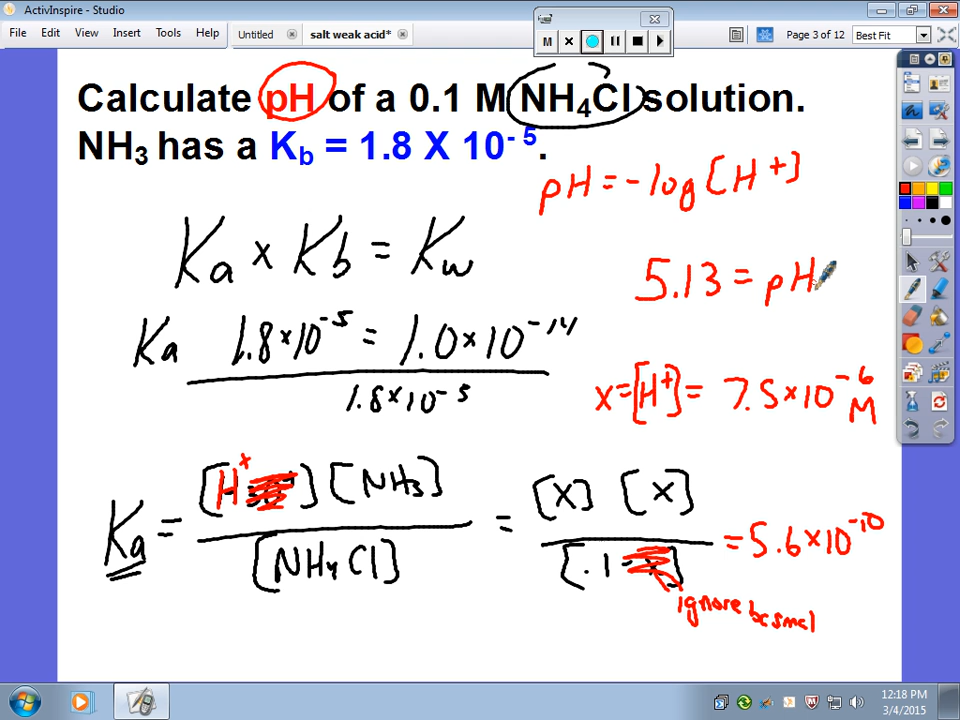 ActivInspire - Studio
File Edit View Insert Tools Help Untitled salt weak acid* Page 3 of 12 Best Fit
Calculate pH of a 0.1 M NH₄Cl solution.
NH₃ has a K_b = 1.8 X 10⁻⁵.
pH = -log [H+]
Ka × Kb = Kw
5.13 = pH
Ka 1.8×10⁻⁵ = 1.0×10⁻¹⁴
1.8×10⁻⁵
x=[H⁺]= 7.5×10⁻⁶ M
Ka = [H⁺] [NH₃] = [X] [X] = 5.6×10⁻¹⁰
[NH₄Cl] [.1 ]
ignore bc smal
12:18 PM
3/4/2015